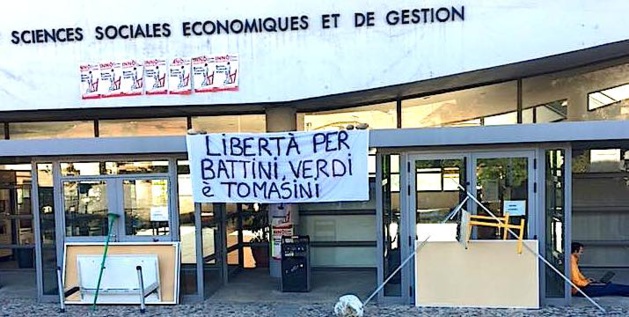 SCIENCES SOCIALES ECONOMIQUES ET DE GESTION
LIBERTÀ PER
BATTINI, VERDI
è TOMASINI